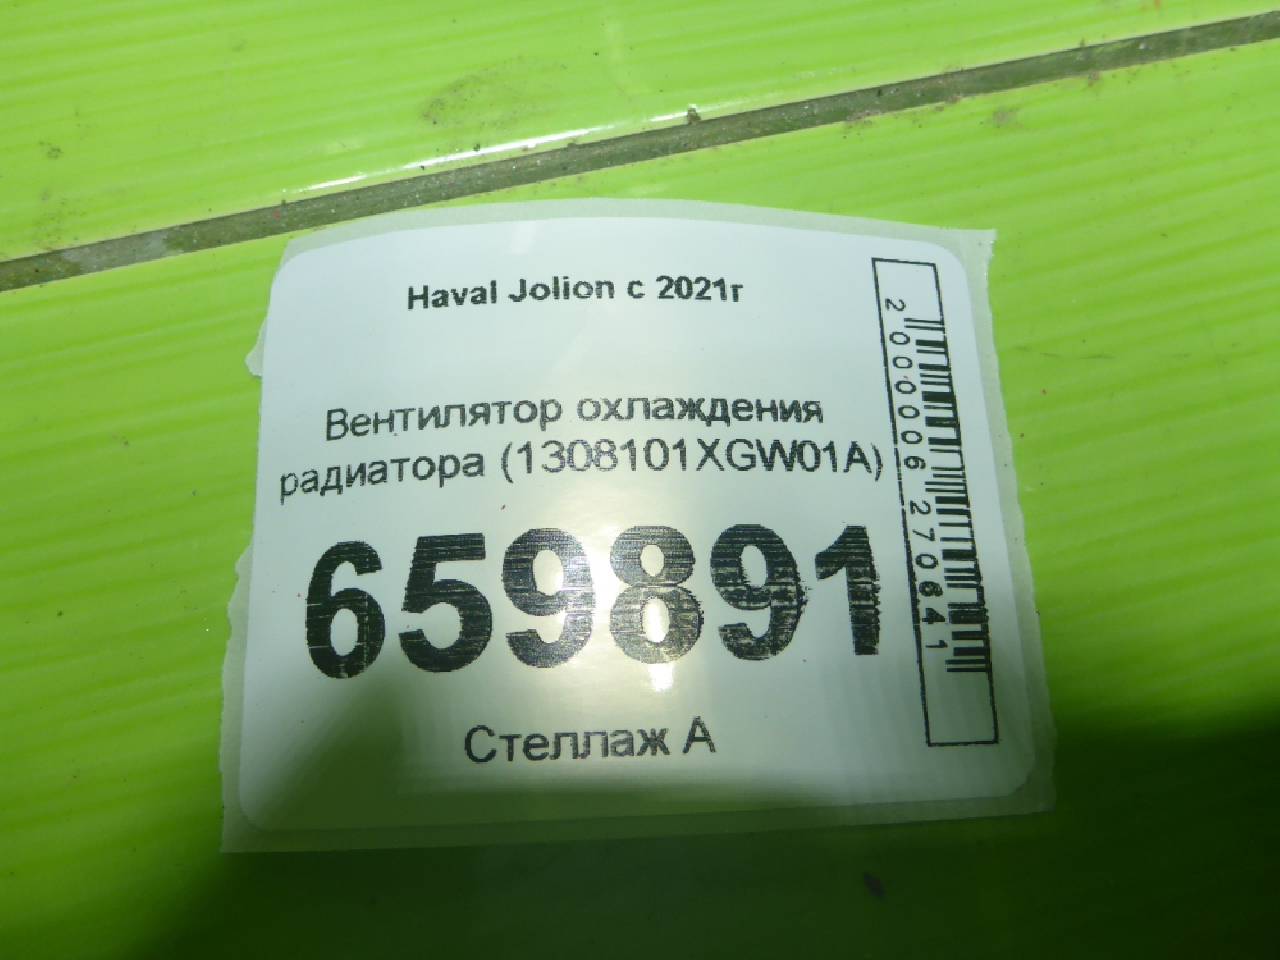 Haval Jolion с 2021г
Вентилятор охлаждения
радиатора (1308101XGW01A)
659891
Стеллаж А
2000006270641